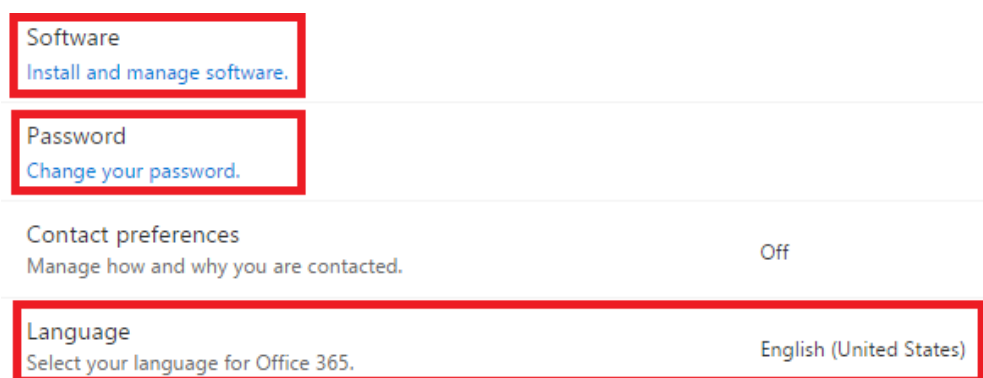 Software
Install and manage software.
Password
Change your password.
Contact preferences
Manage how and why you are contacted.
Off
Language
Select your language for Office 365.
English (United States)